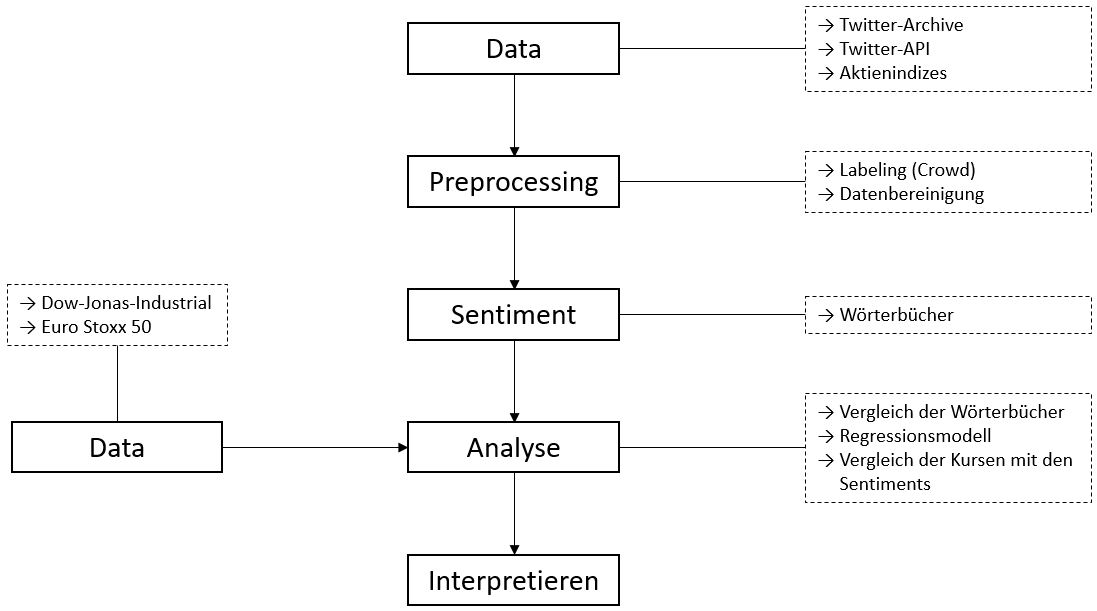 Data
→ Twitter-Archive
→ Twitter-API
→ Aktienindizes
Preprocessing
→ Labeling (Crowd)
→ Datenbereinigung
Sentiment
→ Wörterbücher
→ Dow-Jonas-Industrial
→ Euro Stoxx 50
Data
Analyse
→ Vergleich der Wörterbücher
→ Regressionsmodell
→ Vergleich der Kursen mit den
Sentiments
Interpretieren